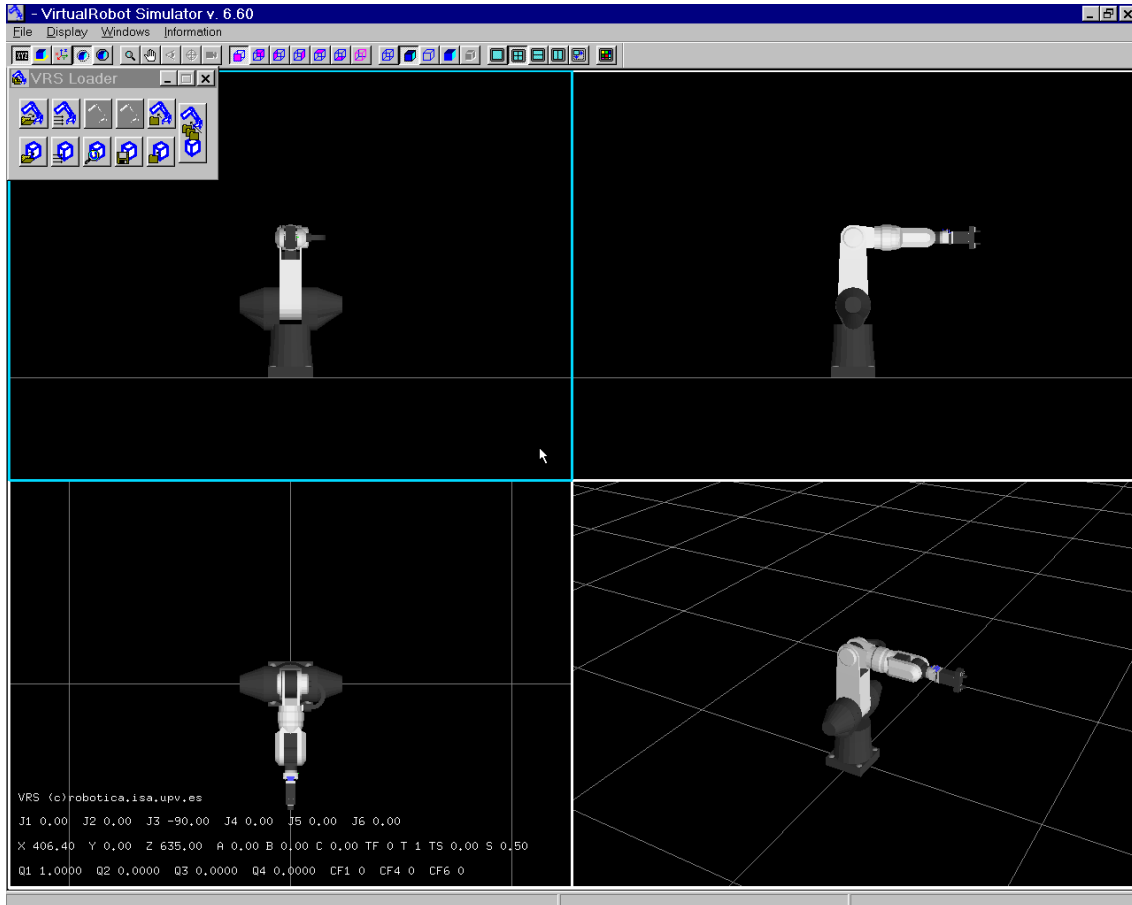 - VirtualRobot Simulator v. 6.60
File Display Windows Information
XYZ
VRS Loader
VRS (c)robotica.isa.upv.es
J1 0.00 J2 0.00 J3 -90.00 J4 0.00 J5 0.00 J6 0.00
X 406.40 Y 0.00 Z 635.00 A 0.00 B 0.00 C 0.00 TF 0 T 1 TS 0.00 S 0.50
Q1 1.0000 Q2 0.0000 Q3 0.0000 Q4 0.0000 CF1 0 CF4 0 CF6 0